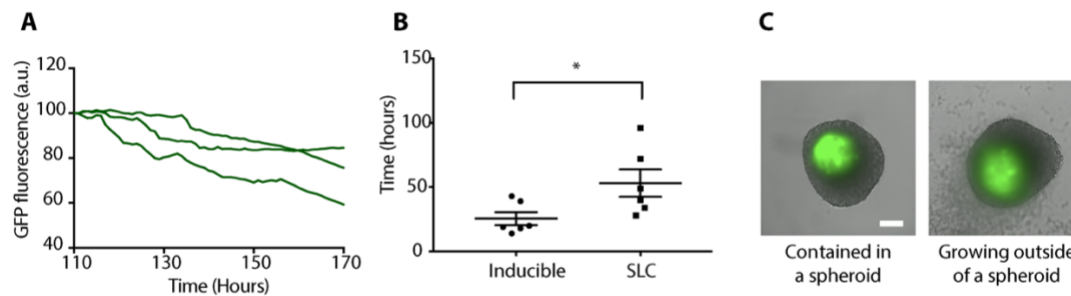 A
B
C
GFP fluorescence (a.u.)
120
100
80
60
40
110
130
150
170
Time (Hours)
Time (hours)
150
100
50
0
*
Inducible
SLC
Contained in
a spheroid
Growing outside
of a spheroid